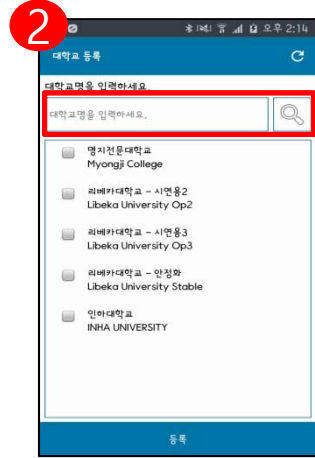 2
오후 2:14
대학교 등록
대학교명을 입력하세요.
대학교명을 입력하세요.
명지전문대학교
Myongji College
리베카대학교 - 시연용2
Libeka University Op2
리베카대학교 - 시연용3
Libeka University Op3
리베카대학교 - 안정화
Libeka University Stable
인하대학교
INHA UNIVERSITY
등록